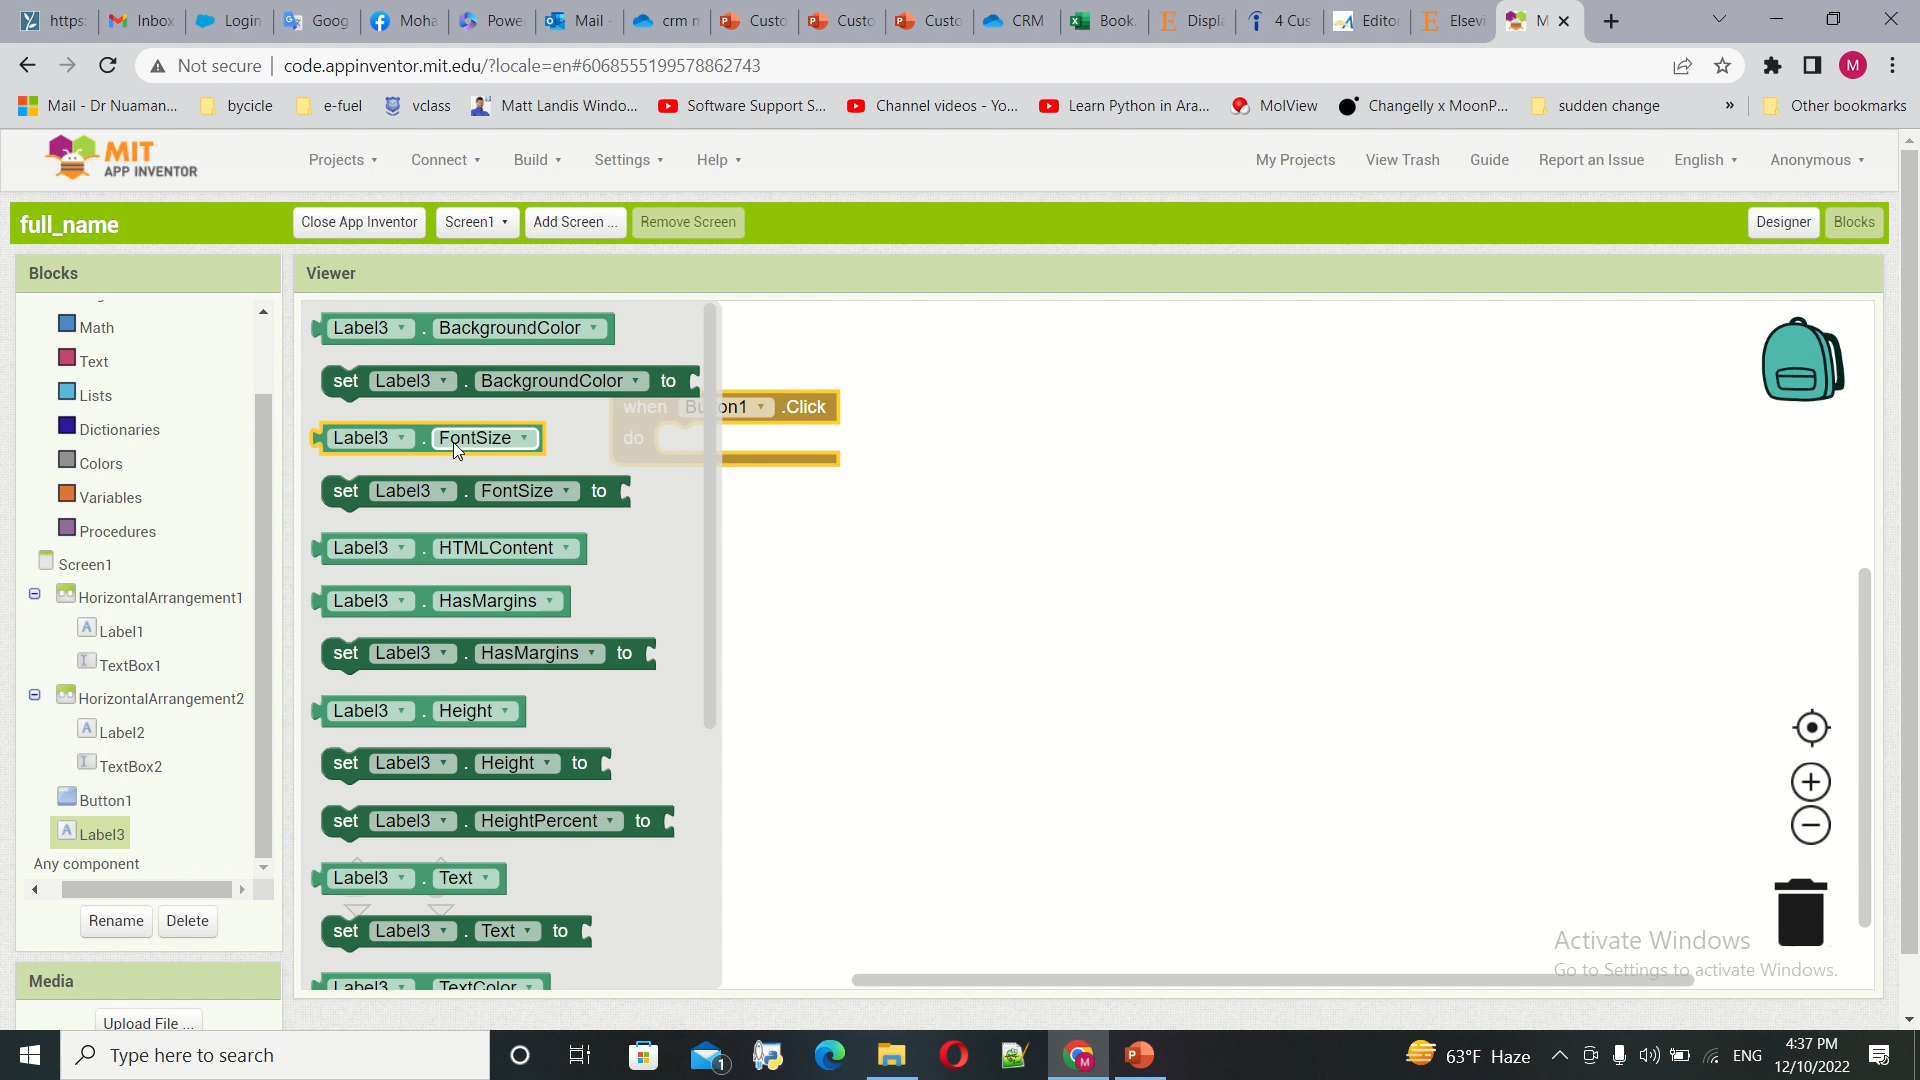 https:
Inbox
Login
Goog
Moha
Powe
Mail -
crm n
Custo
Custo
Custo
CRM
Book.
Displa
4 Cus
Editor
Elsevi
M
Not secure
code.appinventor.mit.edu/?locale=en#6068555199578862743
M
Mail - Dr Nuaman...
bycicle
e-fuel
vclass
Matt Landis Windo...
Software Support S...
Channel videos - Yo...
Learn Python in Ara...
MolView
Changelly x MoonP...
sudden change
»
Other bookmarks
MIT
APP INVENTOR
Projects
Connect
Build
Settings
Help
My Projects
View Trash
Guide
Report an Issue
English
Anonymous
full_name
Close App Inventor
Screen1
Add Screen ...
Remove Screen
Designer
Blocks
Blocks
Viewer
Math
Text
Lists
Dictionaries
Colors
Variables
Procedures
Screen1
HorizontalArrangement1
Label1
TextBox1
HorizontalArrangement2
Label2
TextBox2
Button1
Label3
Any component
Rename
Delete
Media
Upload File ...
Label3 . BackgroundColor
set Label3 . BackgroundColor to
when Button1 .Click
do
Label3 . FontSize
set Label3 . FontSize to
Label3 . HTMLContent
Label3 . HasMargins
set Label3 . HasMargins to
Label3 . Height
set Label3 . Height to
set Label3 . HeightPercent to
Label3 . Text
set Label3 . Text to
Label3 . TextColor
Activate Windows
Go to Settings to activate Windows.
Type here to search
1
63°F Haze
ENG
4:37 PM
12/10/2022